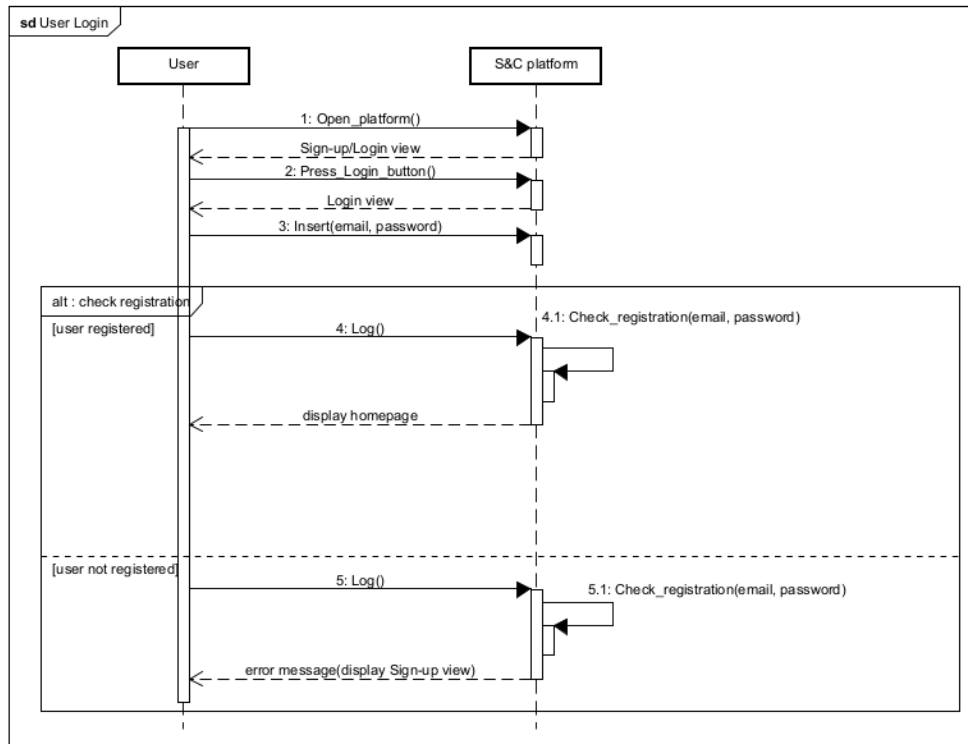 sd User Login
User
S&C platform
1: Open_platform()
Sign-up/Login view
2: Press_Login_button()
Login view
3: Insert(email, password)
alt : check registration
[user registered]
4: Log()
4.1: Check_registration(email, password)
display homepage
[user not registered]
5: Log()
5.1: Check_registration(email, password)
error message(display Sign-up view)